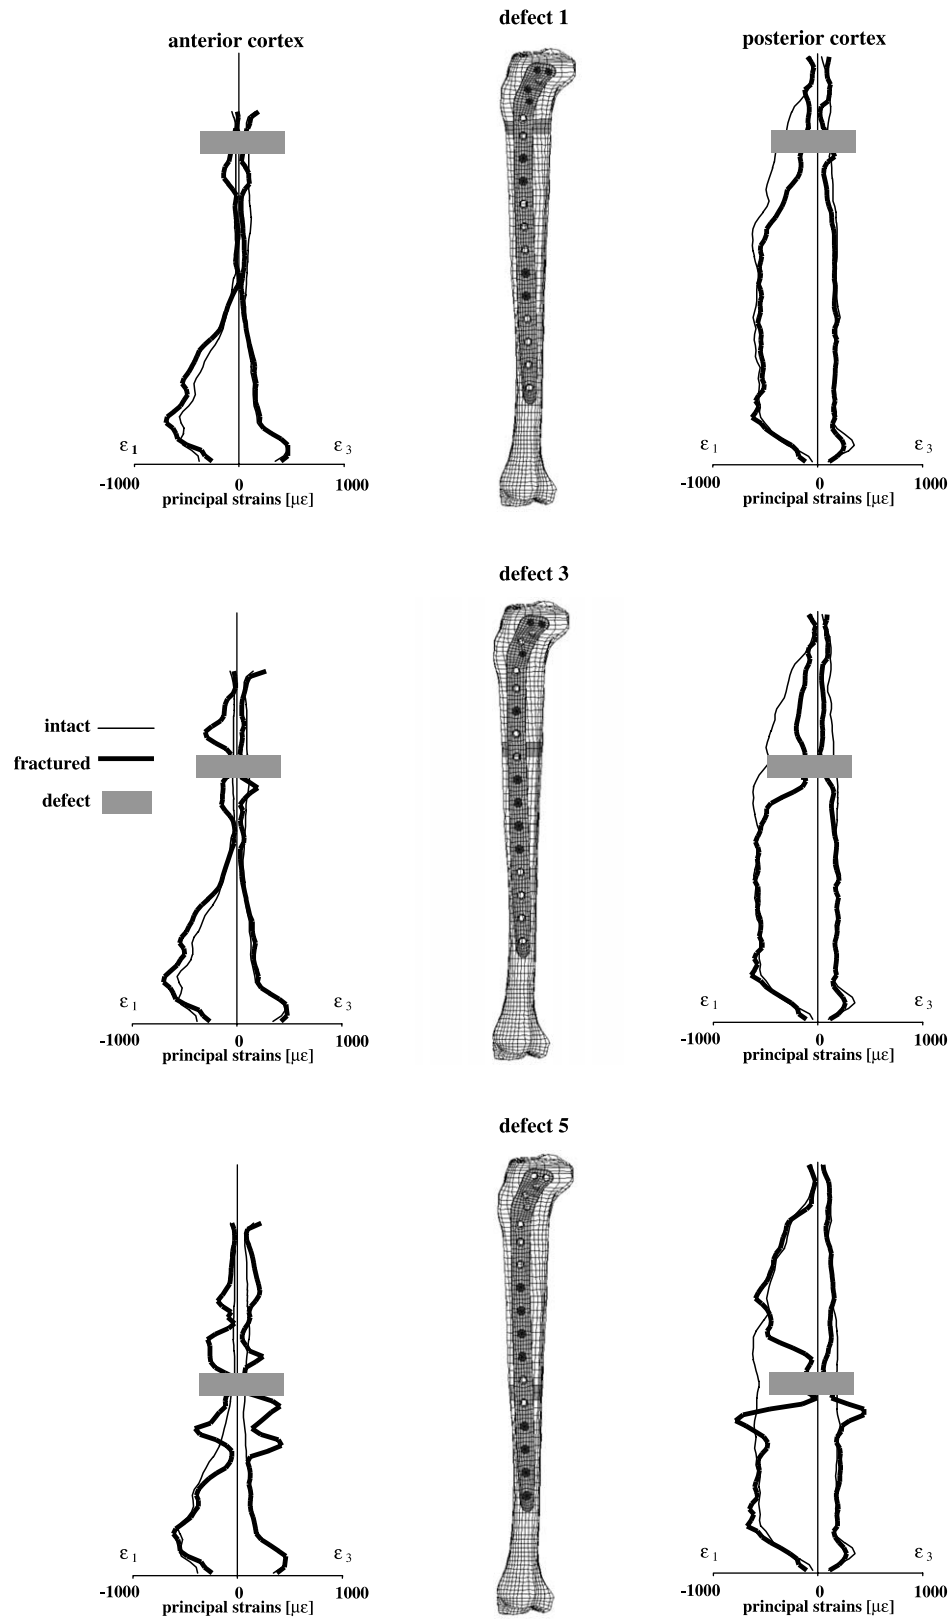 defect 1
anterior cortex
posterior cortex
ε1
ε3
ε1
ε3
-1000
0
1000
-1000
0
1000
principal strains [με]
principal strains [με]
defect 3
intact
fractured
defect
ε1
ε3
ε1
ε3
-1000
0
1000
-1000
0
1000
principal strains [με]
principal strains [με]
defect 5
ε1
ε3
ε1
ε3
-1000
0
1000
-1000
0
1000
principal strains [με]
principal strains [με]